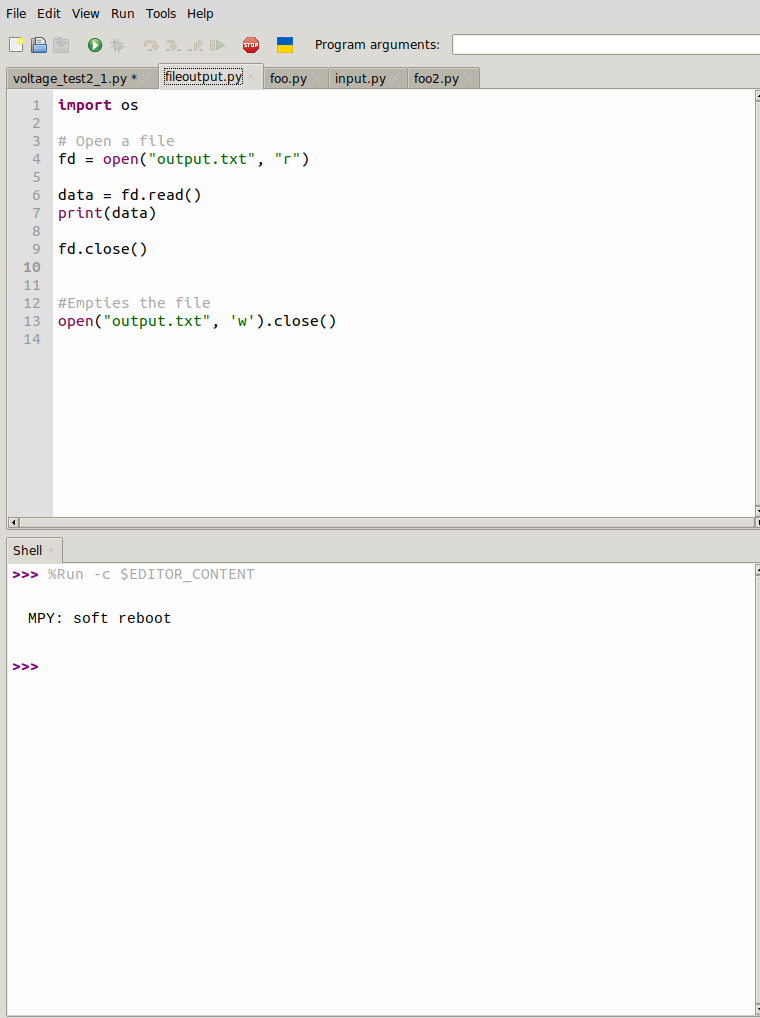 File Edit View Run Tools Help
STOP Program arguments:
voltage_test2_1.py * fileoutput.py foo.py input.py foo2.py
1 import os
2
3 # Open a file
4 fd = open("output.txt", "r")
5
6 data = fd.read()
7 print(data)
8
9 fd.close()
10
11
12 #Empties the file
13 open("output.txt", 'w').close()
14
Shell
>>> %Run -c $EDITOR_CONTENT
MPY: soft reboot
>>>